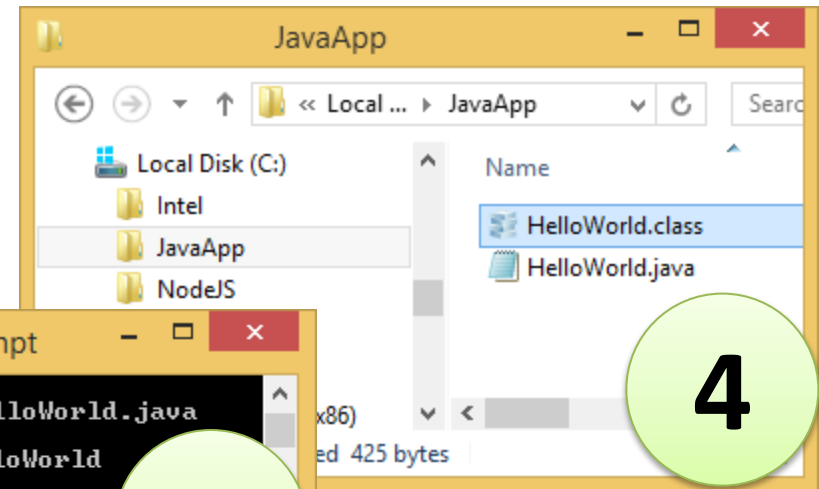 JavaApp
« Local ... ▸ JavaApp
Searc
Local Disk (C:)
Intel
JavaApp
NodeJS
Name
HelloWorld.class
HelloWorld.java
x86)
ed 425 bytes
4
mpt
lloWorld.java
loWorld